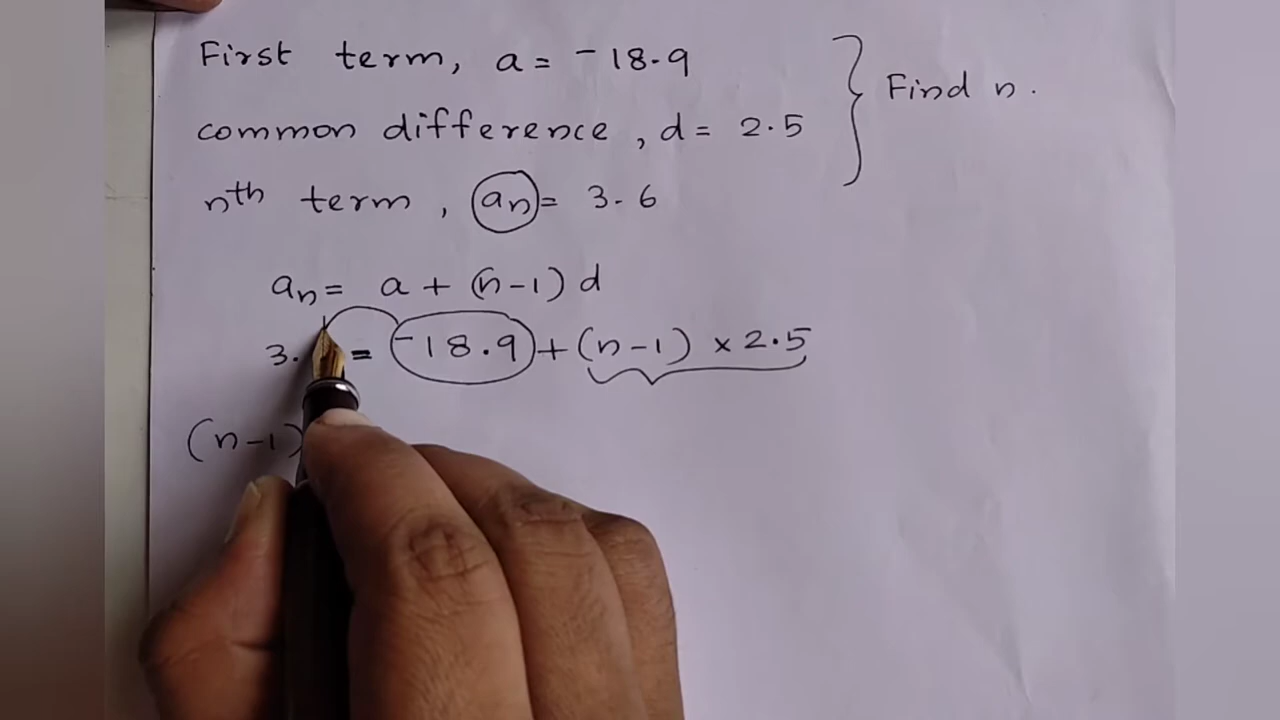 First term, a = -18.9
common difference, d = 2.5
} Find n.
nth term, an = 3.6
an = a + (n-1) d
3. = -18.9 + (n-1) × 2.5
(n-1)